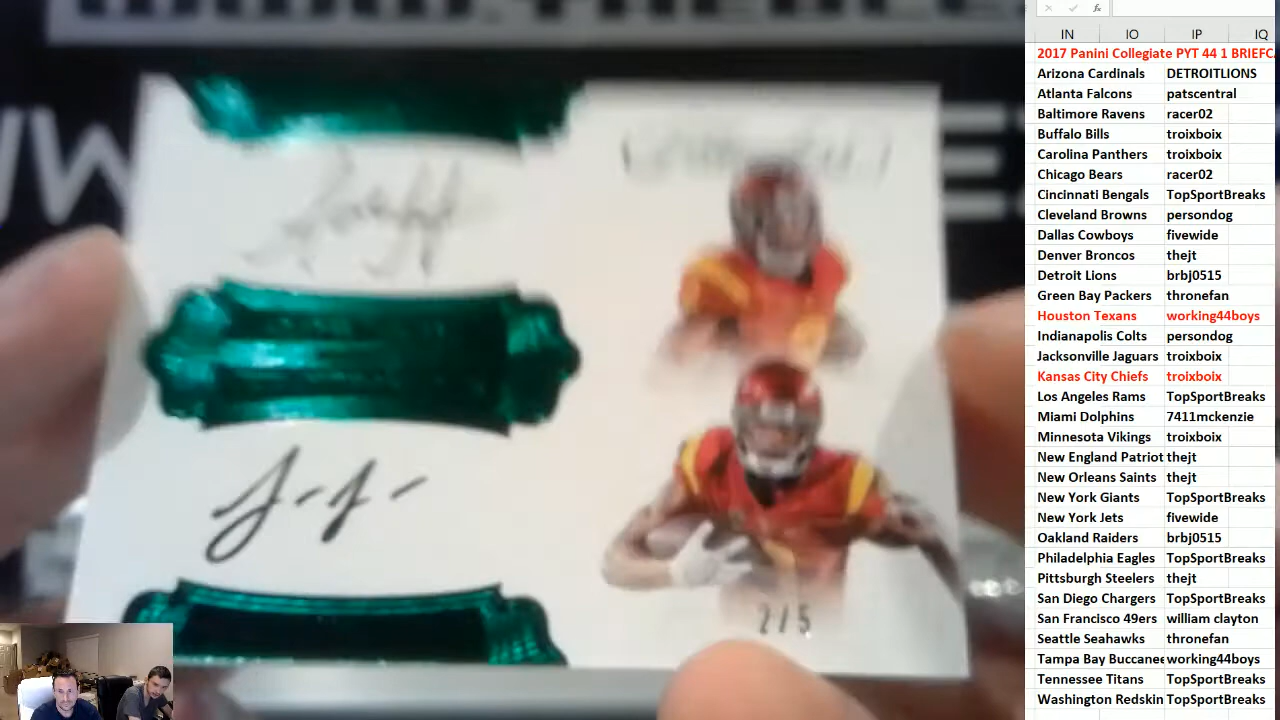 2/5
fx
IN IO IP IQ
2017 Panini Collegiate PYT 44 1 BRIEFC
Arizona Cardinals DETROITLIONS
Atlanta Falcons patscentral
Baltimore Ravens racer02
Buffalo Bills troixboix
Carolina Panthers troixboix
Chicago Bears racer02
Cincinnati Bengals TopSportBreaks
Cleveland Browns persondog
Dallas Cowboys fivewide
Denver Broncos thejt
Detroit Lions brbj0515
Green Bay Packers thronefan
Houston Texans working44boys
Indianapolis Colts persondog
Jacksonville Jaguars troixboix
Kansas City Chiefs troixboix
Los Angeles Rams TopSportBreaks
Miami Dolphins 7411mckenzie
Minnesota Vikings troixboix
New England Patriot thejt
New Orleans Saints thejt
New York Giants TopSportBreaks
New York Jets fivewide
Oakland Raiders brbj0515
Philadelphia Eagles TopSportBreaks
Pittsburgh Steelers thejt
San Diego Chargers TopSportBreaks
San Francisco 49ers william clayton
Seattle Seahawks thronefan
Tampa Bay Buccanee working44boys
Tennessee Titans TopSportBreaks
Washington Redskin TopSportBreaks